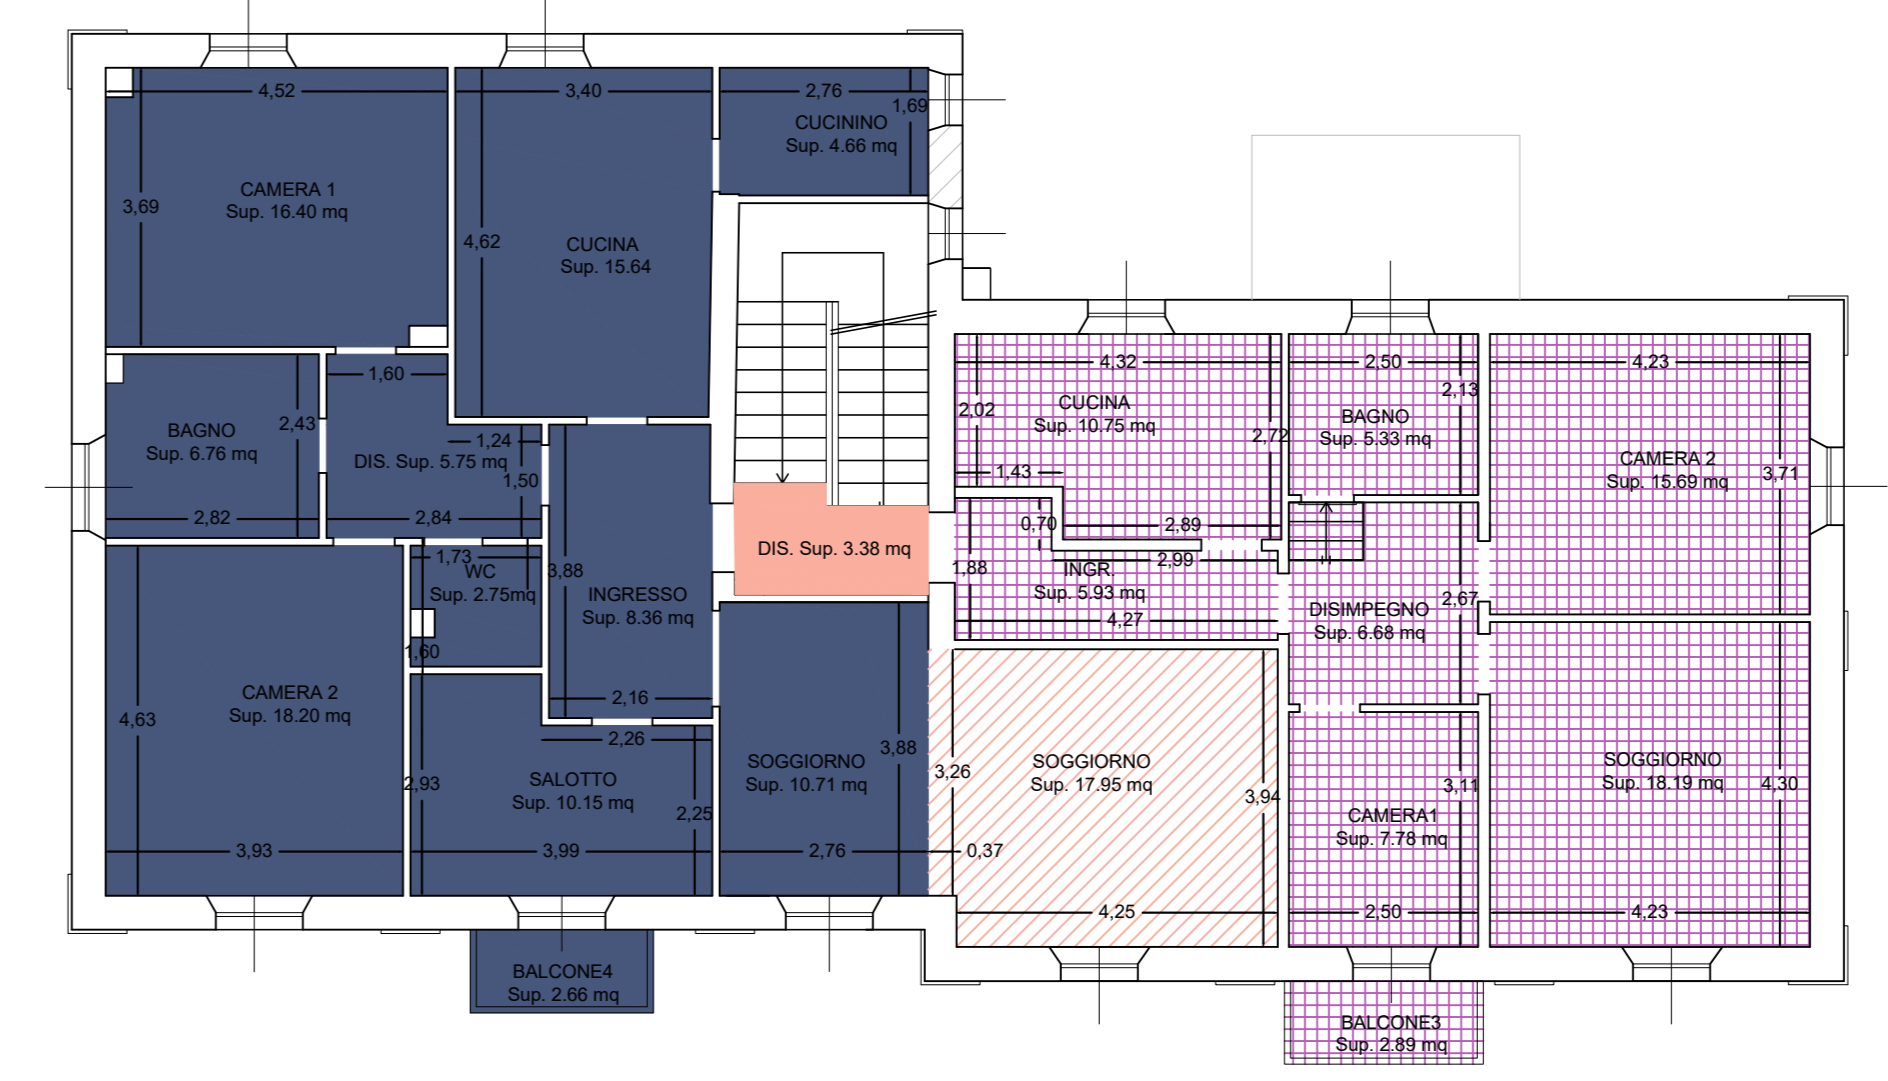 4,52
3,69
CAMERA 1
Sup. 16.40 mq
3,40
4,62
CUCINA
Sup. 15.64
2,76
1,69
CUCININO
Sup. 4.66 mq
BAGNO
Sup. 6.76 mq
2,43
2,82
1,60
1,24
DIS. Sup. 5.75 mq
1,50
2,84
1,73
WC
Sup. 2.75mq
1,60
3,88
INGRESSO
Sup. 8.36 mq
2,16
DIS. Sup. 3.38 mq
CAMERA 2
Sup. 18.20 mq
4,63
3,93
2,26
SALOTTO
Sup. 10.15 mq
2,93
2,25
3,99
SOGGIORNO
Sup. 10.71 mq
3,88
2,76
BALCONE4
Sup. 2.66 mq
4,32
2,02
CUCINA
Sup. 10.75 mq
2,72
1,43
2,89
0,70
2,99
1,88
INGR.
Sup. 5.93 mq
4,27
2,50
2,13
BAGNO
Sup. 5.33 mq
4,23
CAMERA 2
Sup. 15.69 mq
3,71
DISIMPEGNO
Sup. 6.68 mq
2,67
3,26
SOGGIORNO
Sup. 17.95 mq
3,94
0,37
4,25
3,11
CAMERA1
Sup. 7.78 mq
2,50
SOGGIORNO
Sup. 18.19 mq
4,30
4,23
BALCONE3
Sup. 2.89 mq